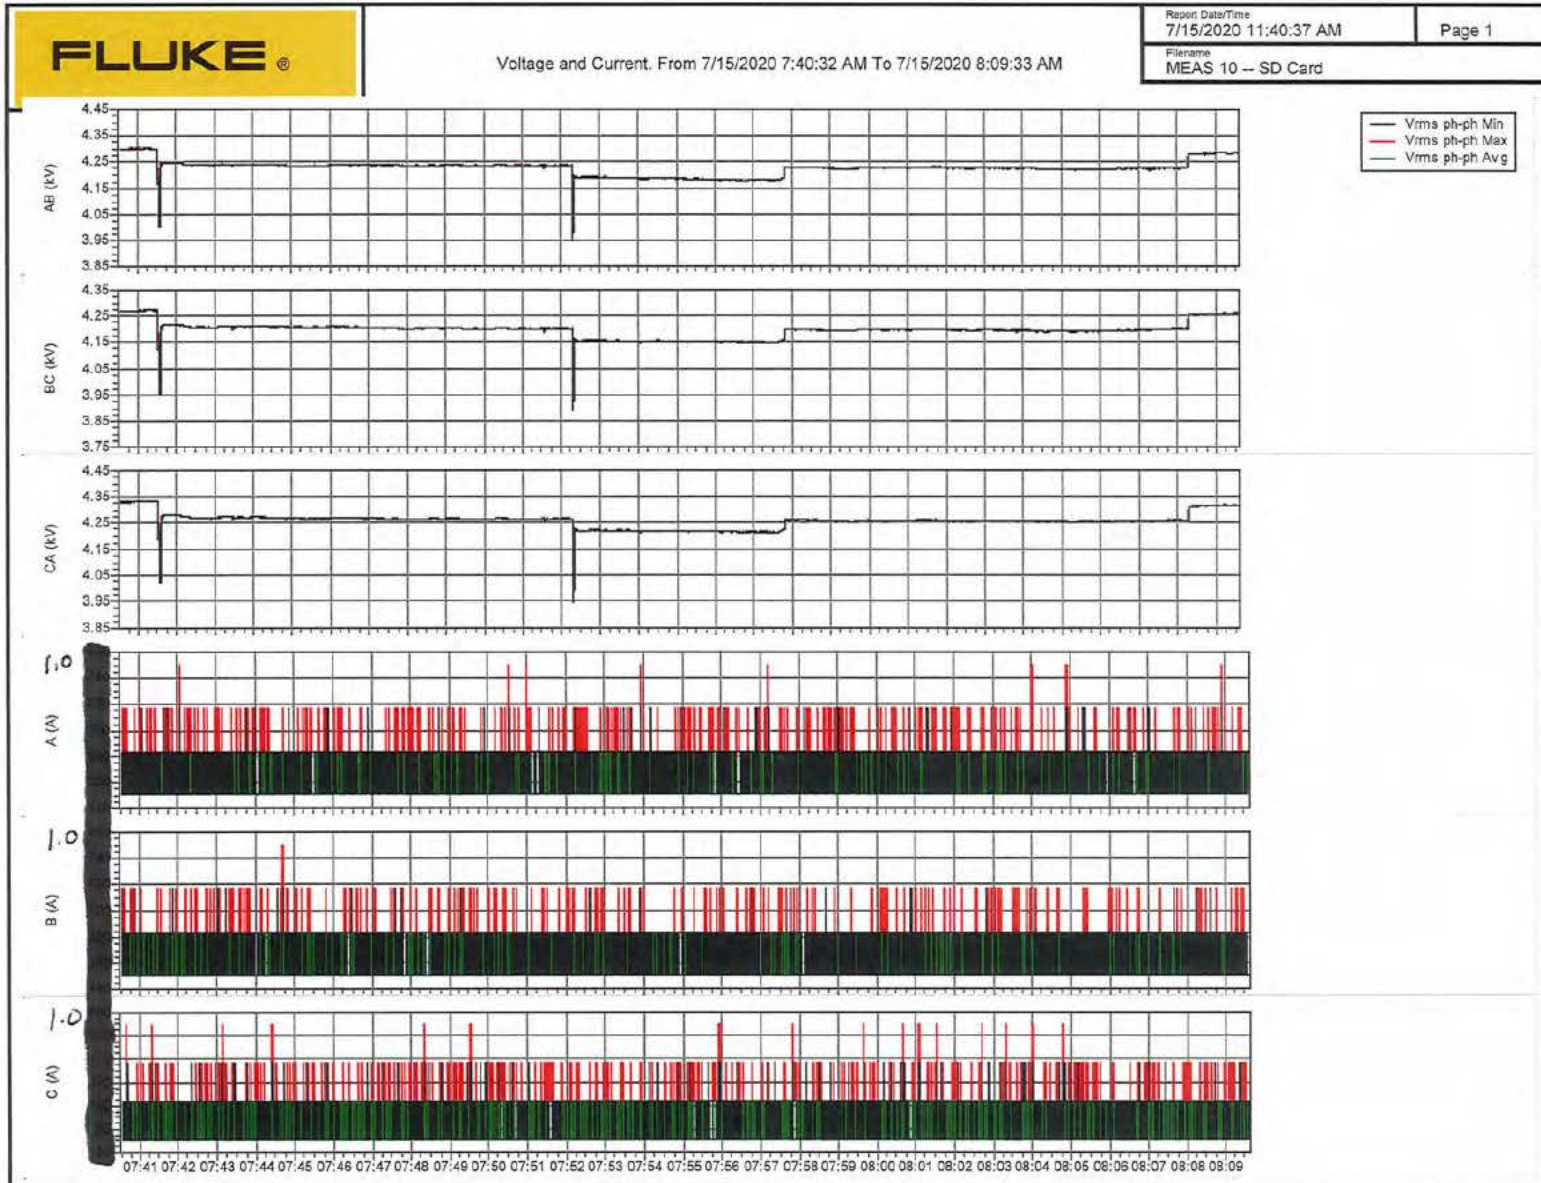 FLUKE ®
Voltage and Current. From 7/15/2020 7:40:32 AM To 7/15/2020 8:09:33 AM
Report Date/Time
7/15/2020 11:40:37 AM
Page 1
Filename
MEAS 10 -- SD Card
Vrms ph-ph Min
Vrms ph-ph Max
Vrms ph-ph Avg
AB (kV)
4.45
4.35
4.25
4.15
4.05
3.95
3.85
BC (kV)
4.35
4.25
4.15
4.05
3.95
3.85
3.75
CA (kV)
4.45
4.35
4.25
4.15
4.05
3.95
3.85
1.0
A (A)
1.0
B (A)
1.0
C (A)
07:41 07:42 07:43 07:44 07:45 07:46 07:47 07:48 07:49 07:50 07:51 07:52 07:53 07:54 07:55 07:56 07:57 07:58 07:59 08:00 08:01 08:02 08:03 08:04 08:05 08:06 08:07 08:08 08:09